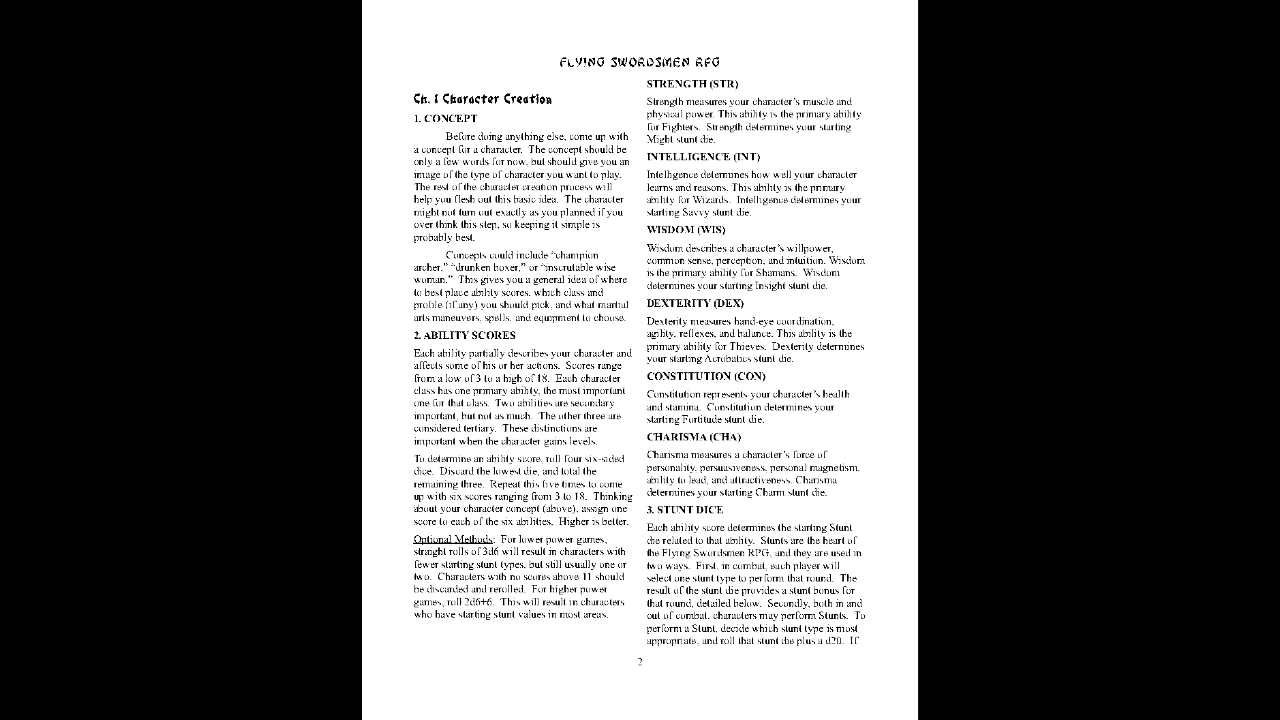 FLYING SWORDSMEN RPG
Ch. 1 Character Creation
1. CONCEPT
Before doing anything else, come up with
a concept for a character. The concept should be
only a few words for now, but should give you an
image of the type of character you want to play.
The rest of the character creation process will
help you flesh out this basic idea. The character
might not turn out exactly as you planned if you
over think this step, so keeping it simple is
probably best.
Concepts could include “champion
archer,” “drunken boxer,” or “inscrutable wise
woman.” This gives you a general idea of where
to best place ability scores, which class and
profile (if any) you should pick, and what martial
arts maneuvers, spells, and equipment to choose.
2. ABILITY SCORES
Each ability partially describes your character and
affects some of his or her actions. Scores range
from a low of 3 to a high of 18. Each character
class has one primary ability, the most important
one for that class. Two abilities are secondary
important, but not as much. The other three are
considered tertiary. These distinctions are
important when the character gains levels.
To determine an ability score, roll four six-sided
dice. Discard the lowest die, and total the
remaining three. Repeat this five times to come
up with six scores ranging from 3 to 18. Thinking
about your character concept (above), assign one
score to each of the six abilities. Higher is better.
Optional Methods: For lower power games,
straight rolls of 3d6 will result in characters with
fewer starting stunt types, but still usually one or
two. Characters with no scores above 11 should
be discarded and rerolled. For higher power
games, roll 2d6+6. This will result in characters
who have starting stunt values in most areas.
STRENGTH (STR)
Strength measures your character’s muscle and
physical power. This ability is the primary ability
for Fighters. Strength determines your starting
Might stunt die.
INTELLIGENCE (INT)
Intelligence determines how well your character
learns and reasons. This ability is the primary
ability for Wizards. Intelligence determines your
starting Savvy stunt die.
WISDOM (WIS)
Wisdom describes a character’s willpower,
common sense, perception, and intuition. Wisdom
is the primary ability for Shamans. Wisdom
determines your starting Insight stunt die.
DEXTERITY (DEX)
Dexterity measures hand-eye coordination,
agility, reflexes, and balance. This ability is the
primary ability for Thieves. Dexterity determines
your starting Acrobatics stunt die.
CONSTITUTION (CON)
Constitution represents your character’s health
and stamina. Constitution determines your
starting Fortitude stunt die.
CHARISMA (CHA)
Charisma measures a character’s force of
personality, persuasiveness, personal magnetism,
ability to lead, and attractiveness. Charisma
determines your starting Charm stunt die.
3. STUNT DICE
Each ability score determines the starting Stunt
die related to that ability. Stunts are the heart of
the Flying Swordsmen RPG, and they are used in
two ways. First, in combat, each player will
select one stunt type to perform that round. The
result of the stunt die provides a stunt bonus for
that round, detailed below. Secondly, both in and
out of combat, characters may perform Stunts. To
perform a Stunt, decide which stunt type is most
appropriate, and roll that stunt die plus a d20. If
2